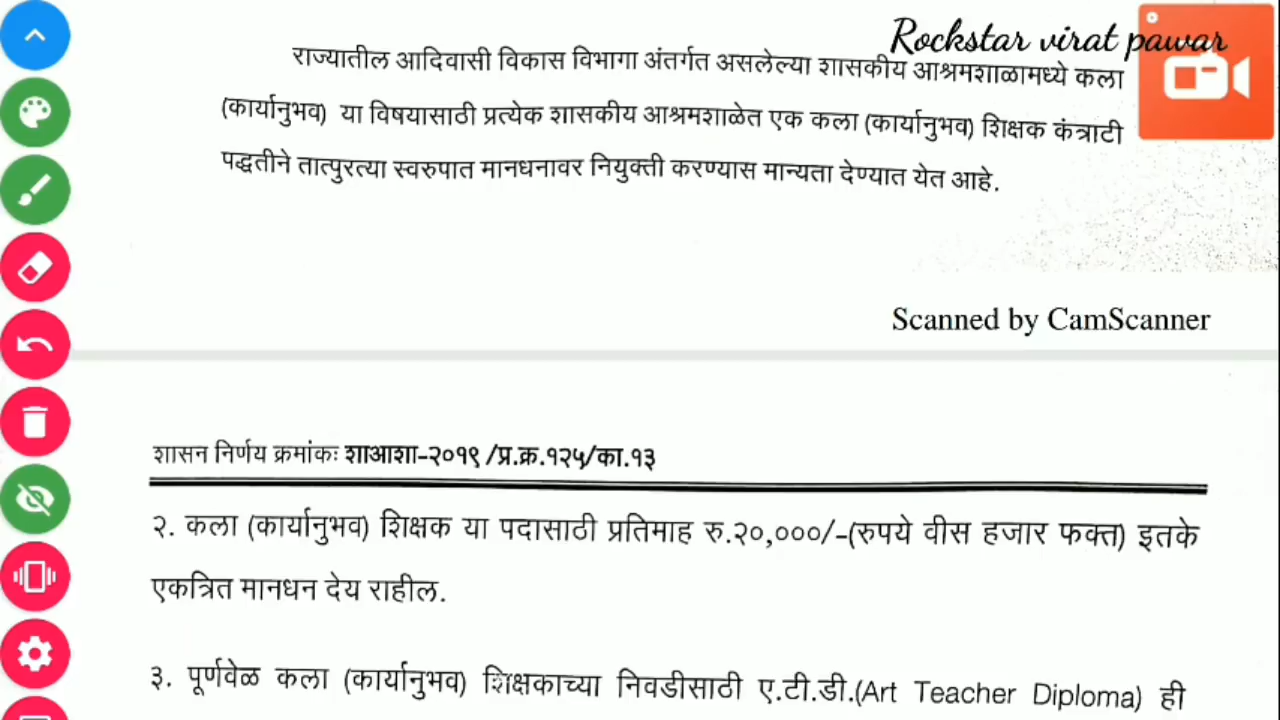 Rockstar virat pawar
राज्यातील आदिवासी विकास विभागा अंतर्गत असलेल्या शासकीय आश्रमशाळामध्ये कला
(कार्यानुभव) या विषयासाठी प्रत्येक शासकीय आश्रमशाळेत एक कला (कार्यानुभव) शिक्षक कंत्राटी
पद्धतीने तात्पुरत्या स्वरुपात मानधनावर नियुक्ती करण्यास मान्यता देण्यात येत आहे.
Scanned by CamScanner
शासन निर्णय क्रमांकः शाआशा-२०१९ /प्र.क्र.१२५/का.१३
२. कला (कार्यानुभव) शिक्षक या पदासाठी प्रतिमाह रु.२०,०००/-(रुपये वीस हजार फक्त) इतके
एकत्रित मानधन देय राहील.
३. पूर्णवेळ कला (कार्यानुभव) शिक्षकाच्या निवडीसाठी ए.टी.डी.(Art Teacher Diploma) ही